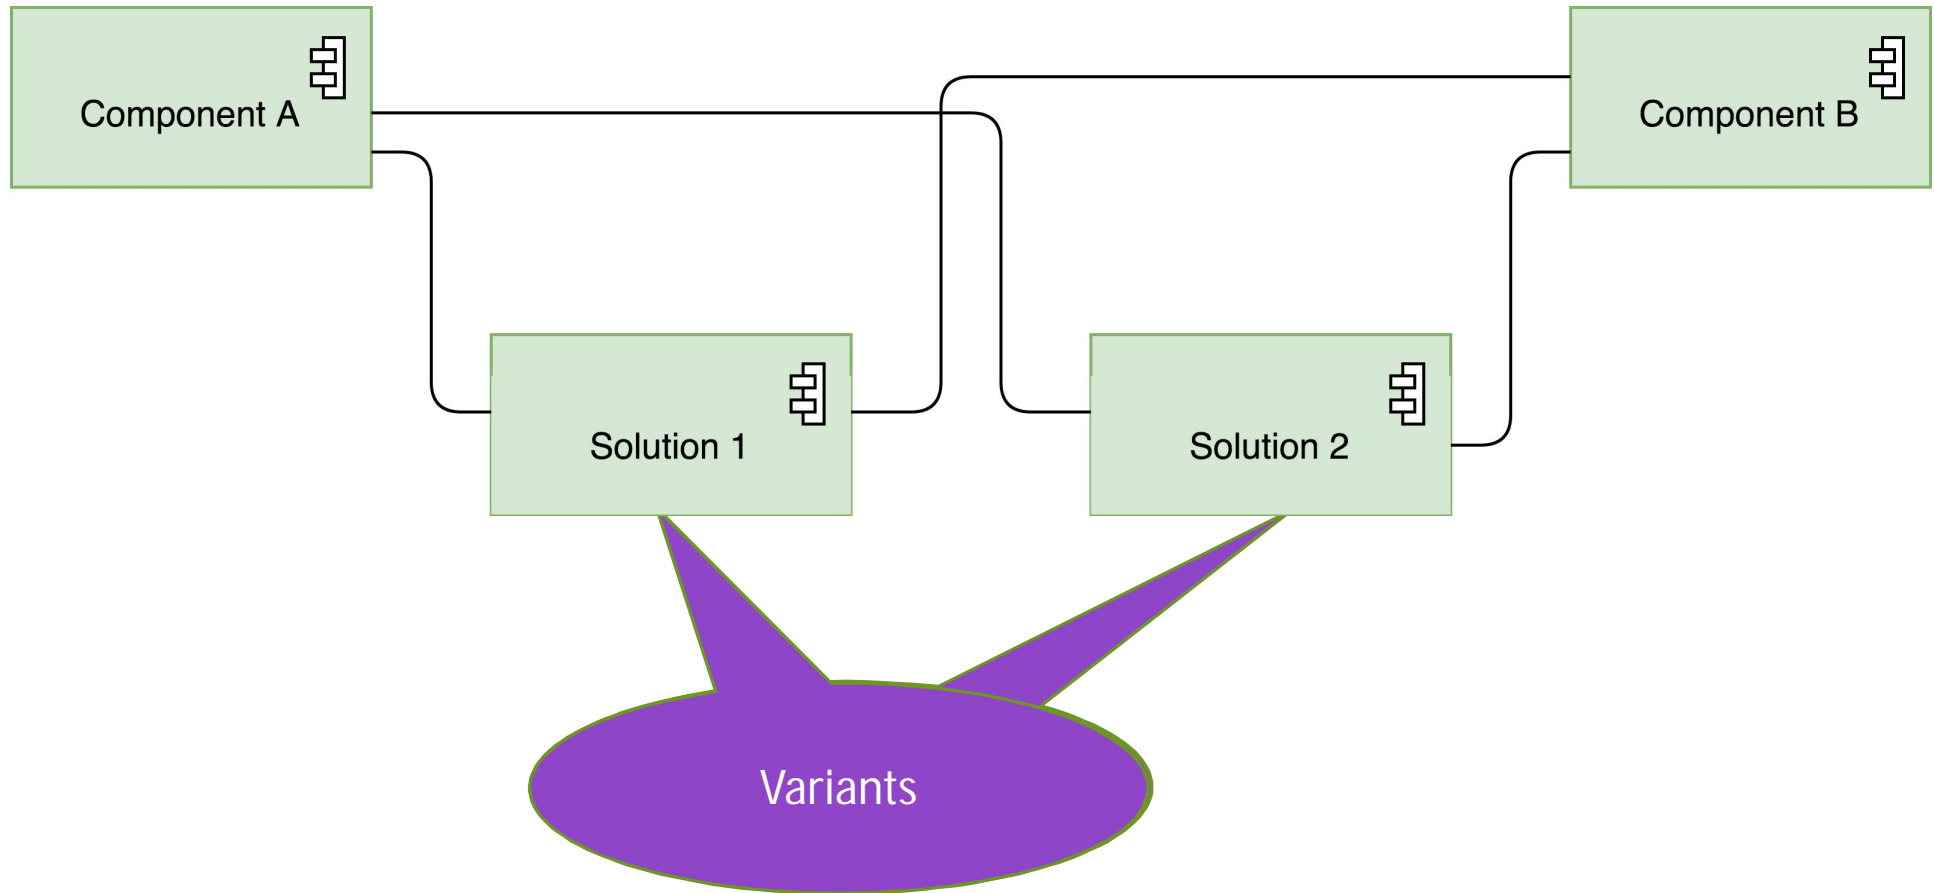 Component A
Component B
Solution 1
Solution 2
Variants